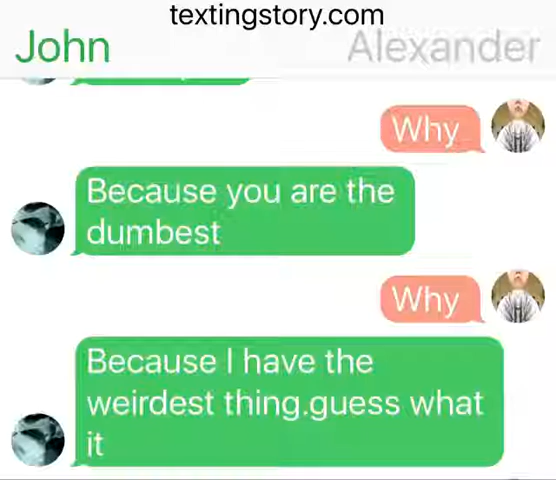 textingstory.com
John Alexander
Why
Because you are the
dumbest
Why
Because I have the
weirdest thing.guess what
it